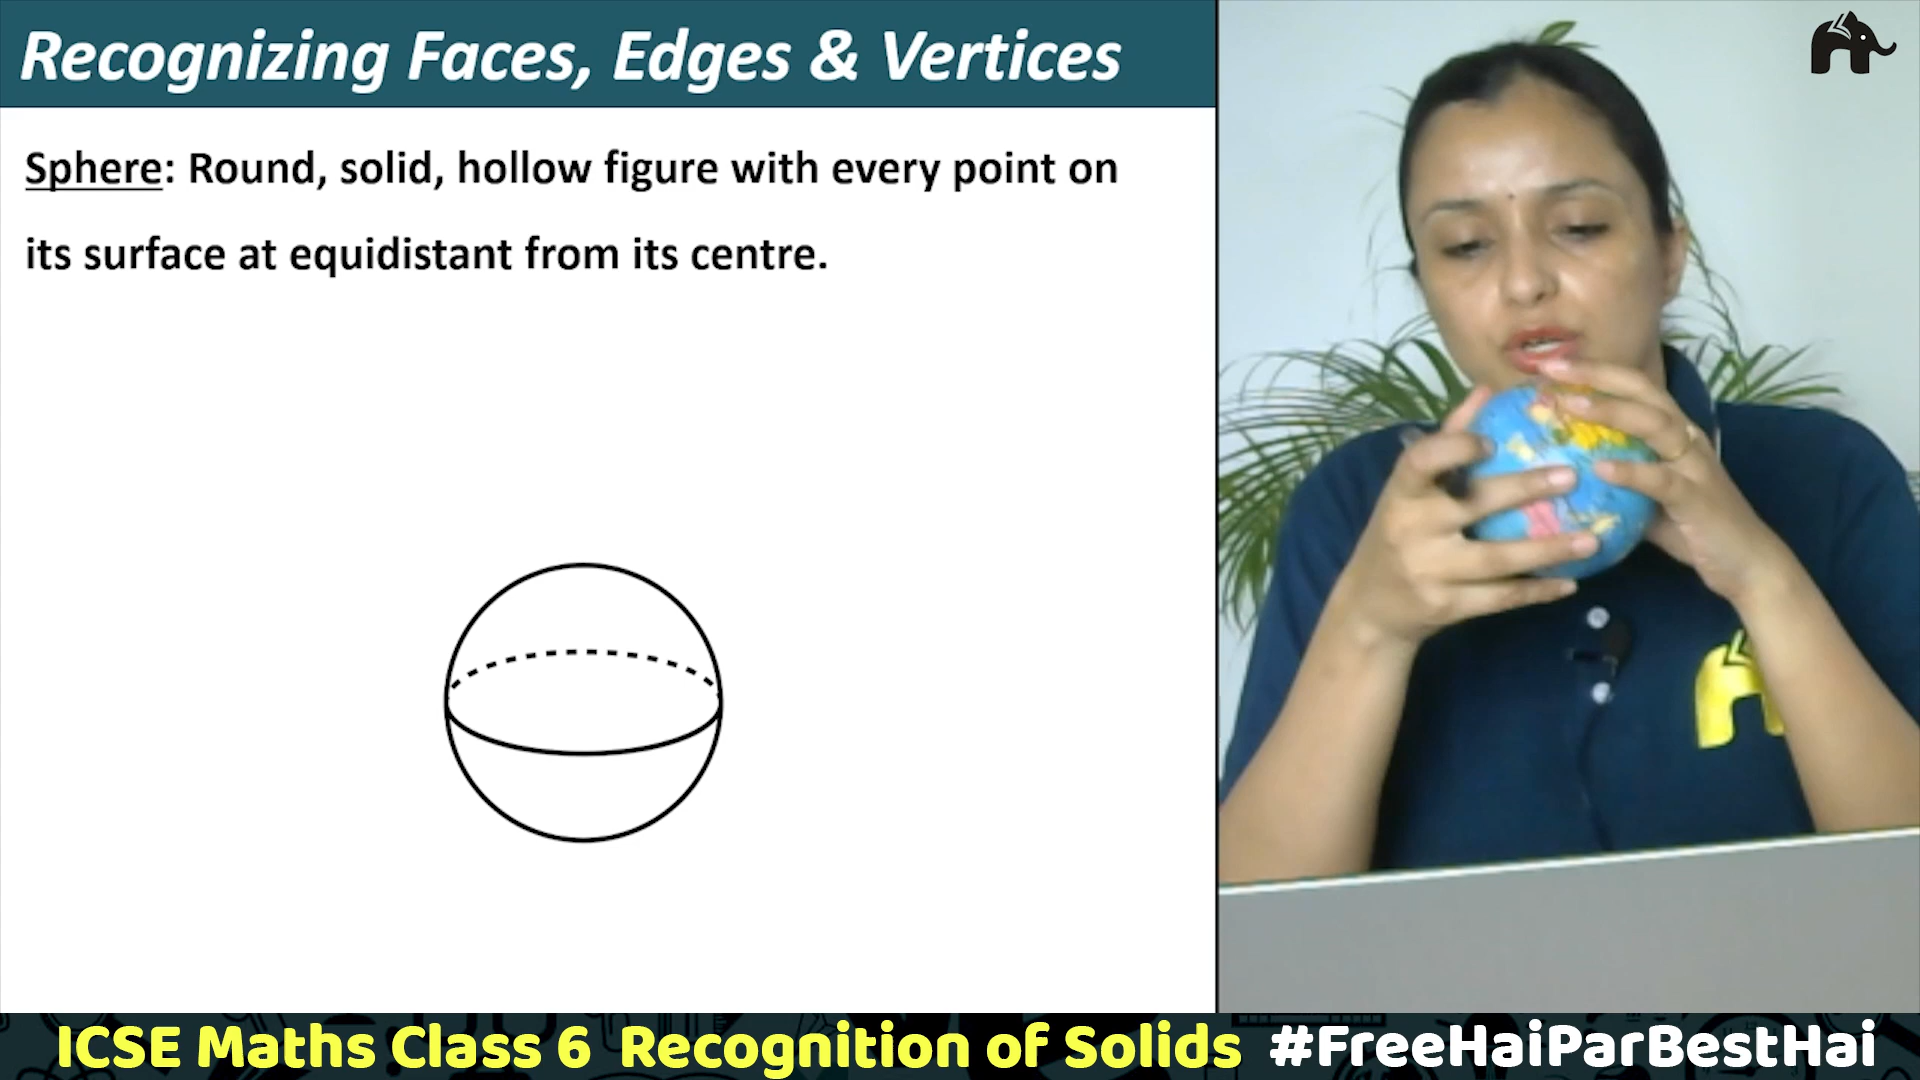 Recognizing Faces, Edges & Vertices
Sphere: Round, solid, hollow figure with every point on
its surface at equidistant from its centre.
ICSE Maths Class 6 Recognition of Solids #FreeHaiParBestHai